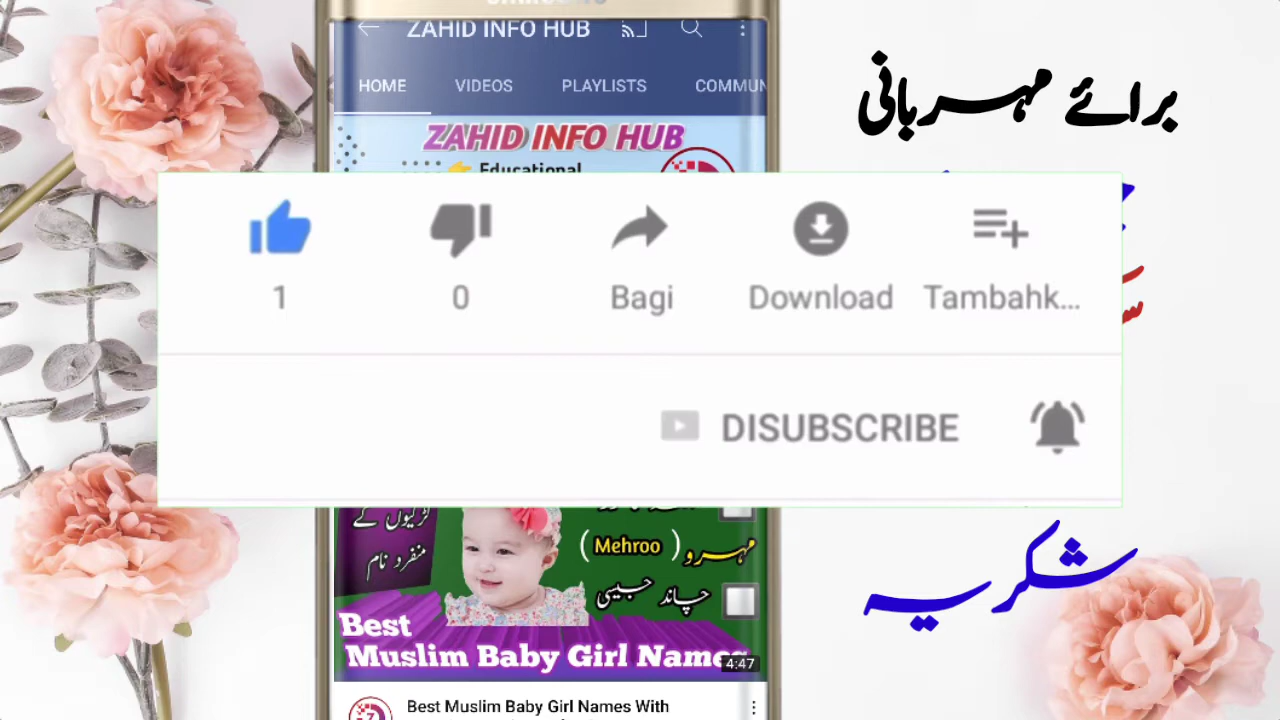 ZAHID INFO HUB
HOME VIDEOS PLAYLISTS COMMUN
ZAHID INFO HUB
Educational
برائے مہربانی
1 0 Bagi Download Tambahk...
DISUBSCRIBE
لڑکیوں کے
منفرد نام
مہرو (Mehroo)
چاند جیسی
Best
Muslim Baby Girl Names
4:47
Best Muslim Baby Girl Names With
شکریہ